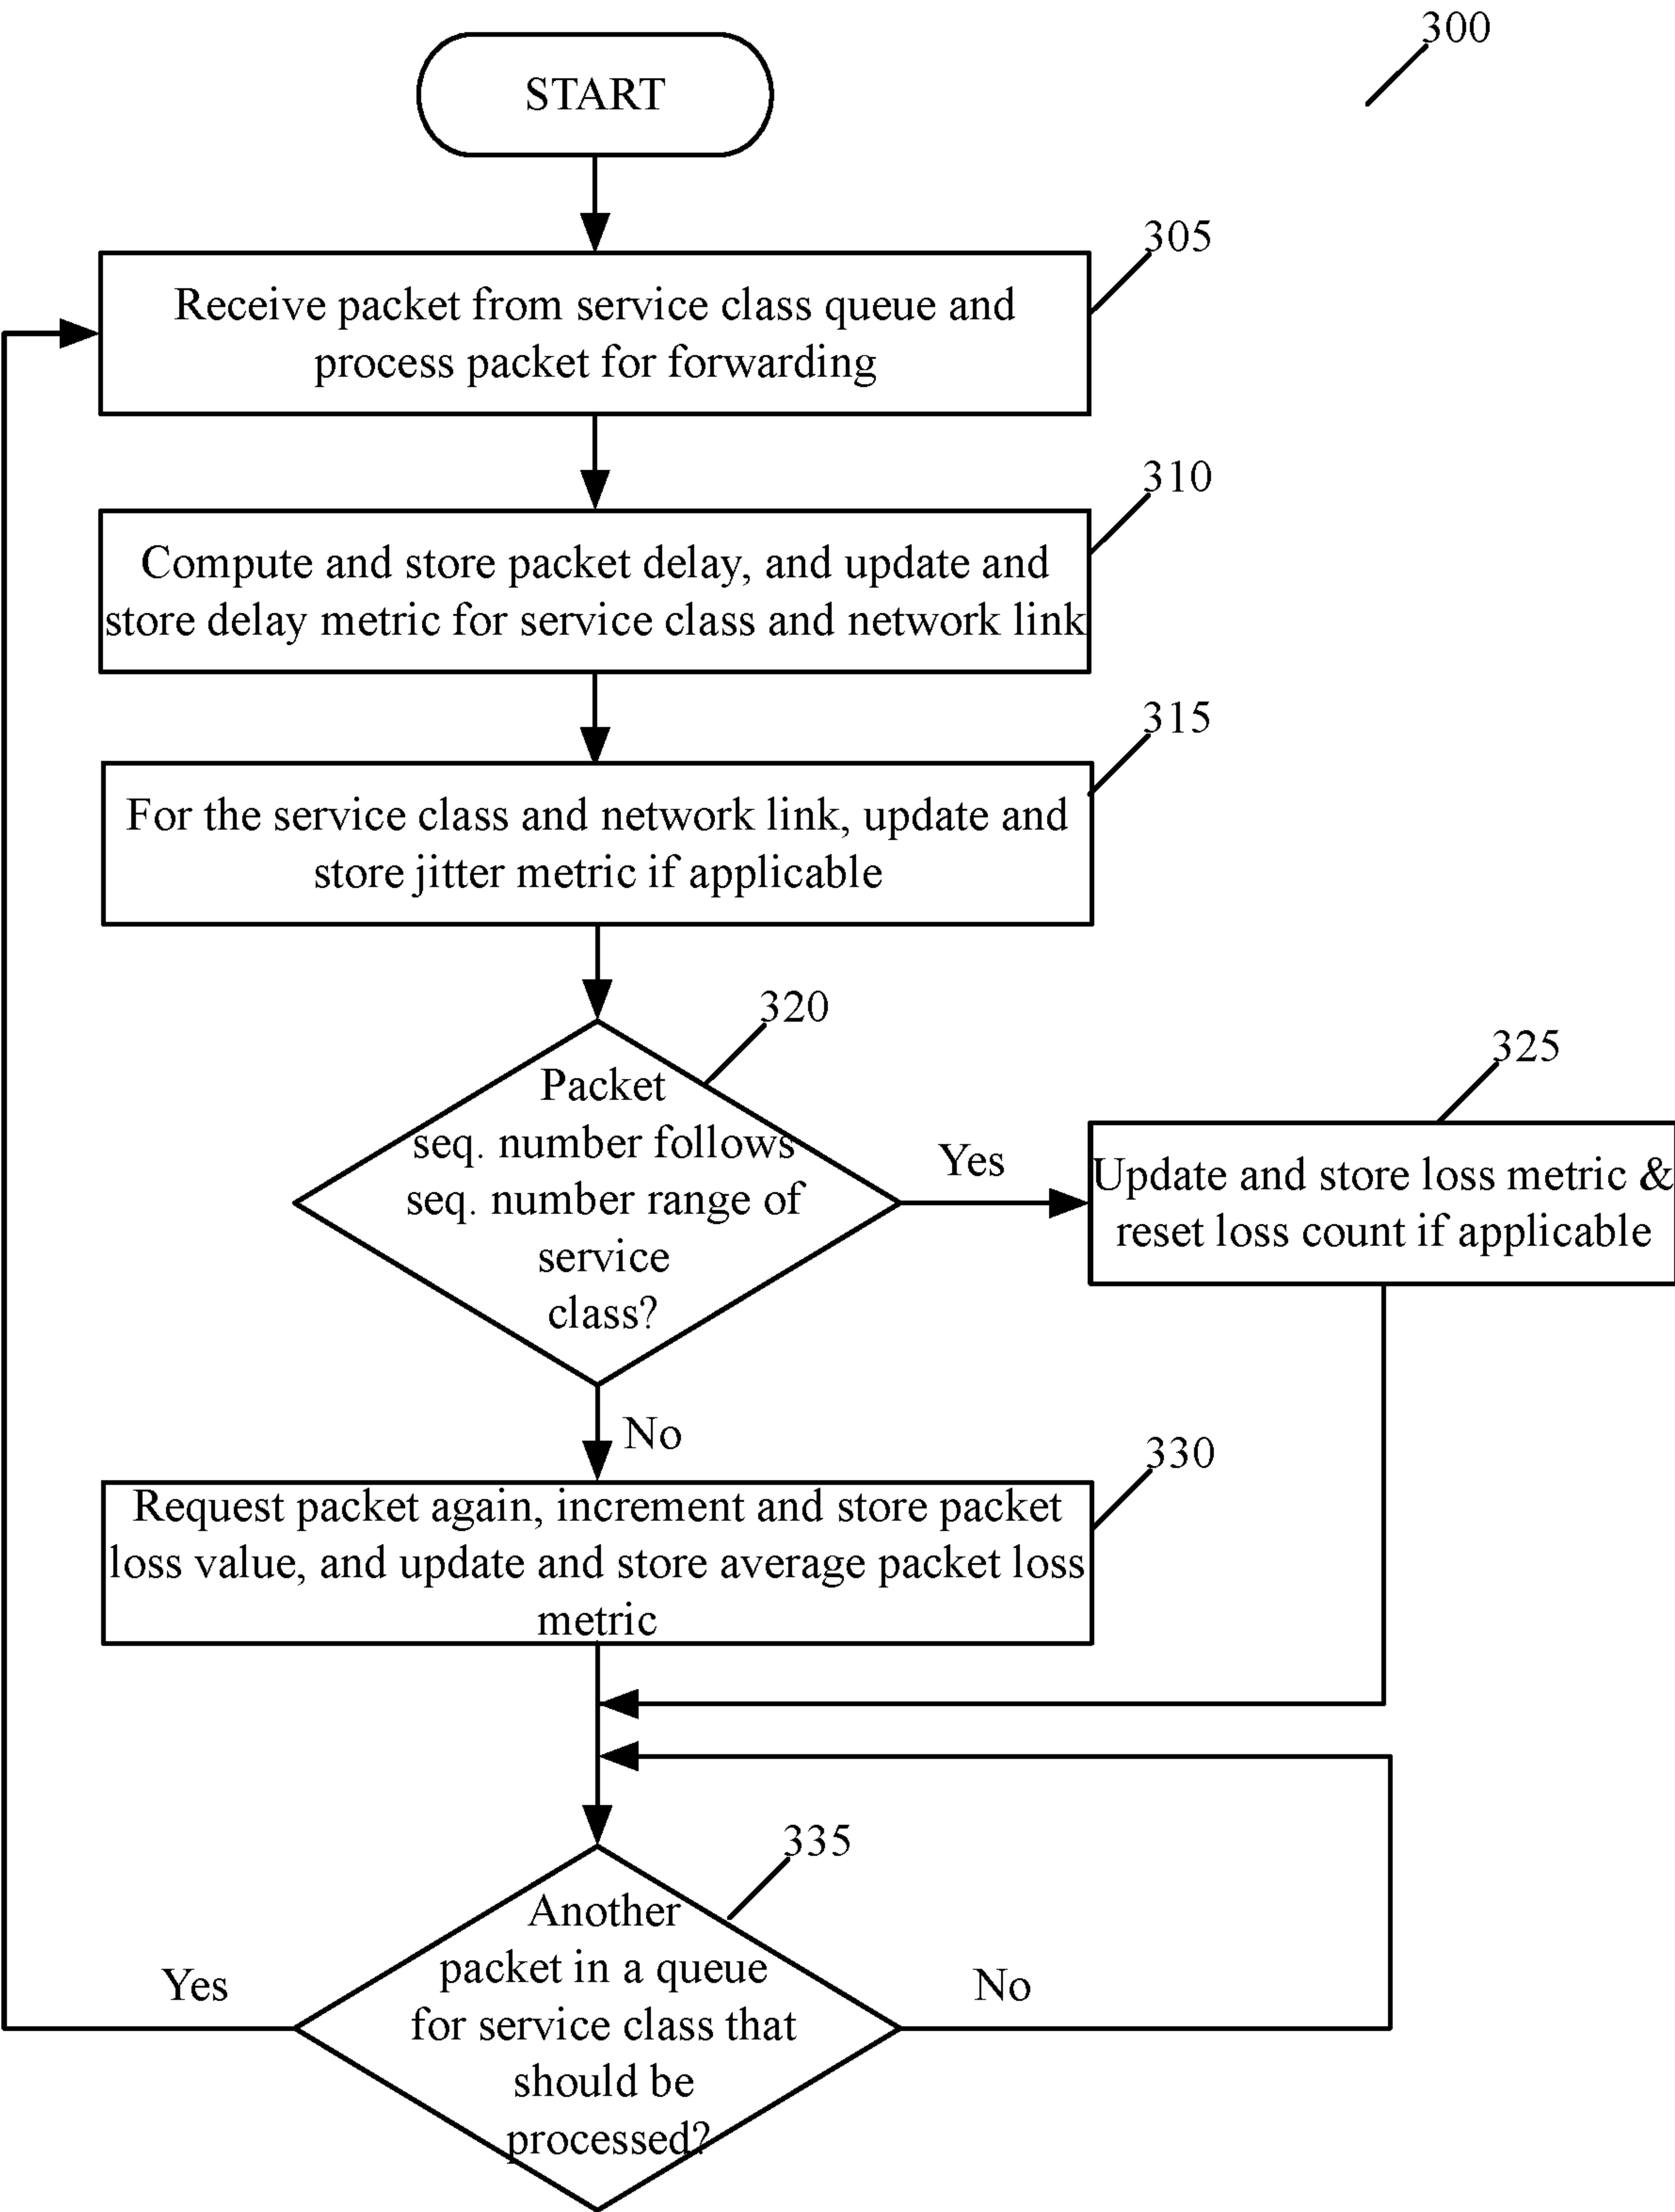 300
START
305
Receive packet from service class queue and
process packet for forwarding
310
Compute and store packet delay, and update and
store delay metric for service class and network link
315
For the service class and network link, update and
store jitter metric if applicable
320
Packet
seq. number follows
seq. number range of
service
class?
Yes
325
Update and store loss metric &
reset loss count if applicable
No
330
Request packet again, increment and store packet
loss value, and update and store average packet loss
metric
335
Another
packet in a queue
for service class that
should be
processed?
Yes
No